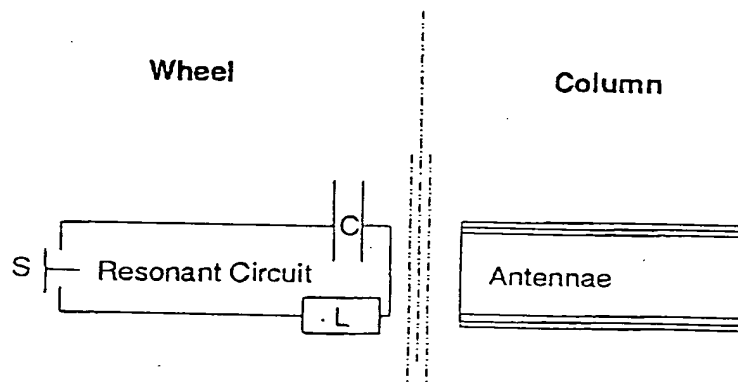 Wheel
Column
C
S
Resonant Circuit
Antennae
L